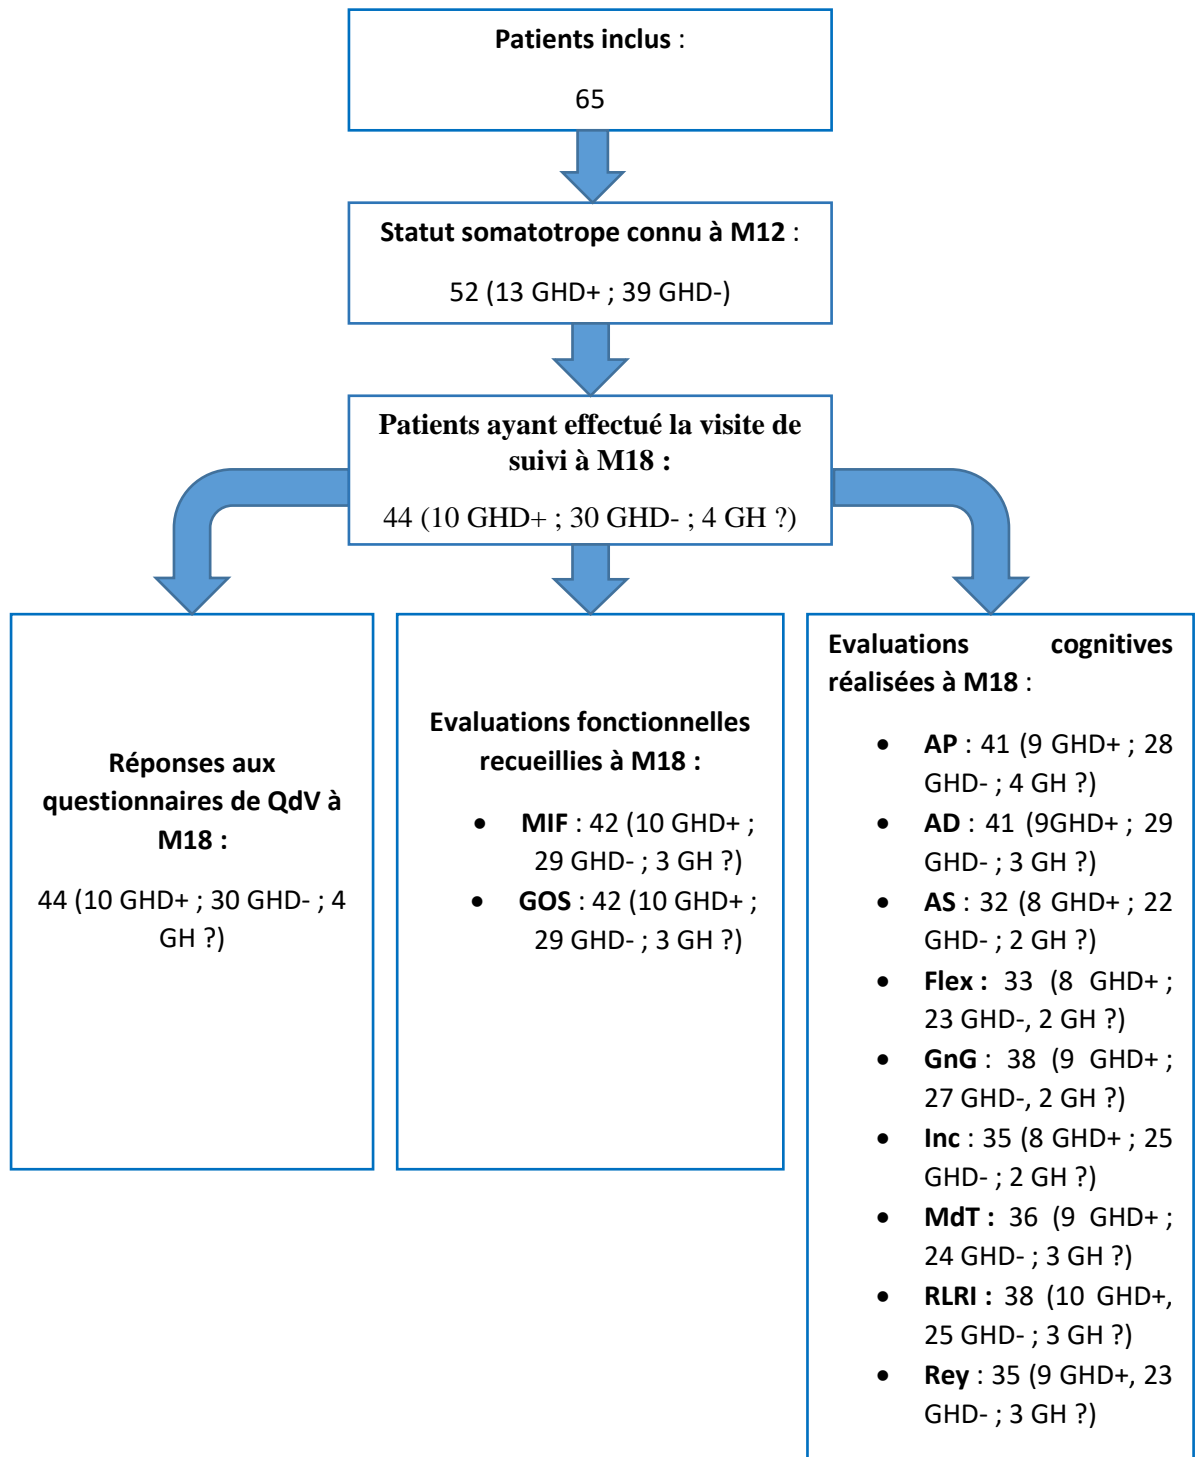 Patients inclus :
65
Statut somatotrope connu à M12 :
52 (13 GHD+ ; 39 GHD-)
Patients ayant effectué la visite de
suivi à M18 :
44 (10 GHD+ ; 30 GHD- ; 4 GH ?)
Réponses aux
questionnaires de QdV à
M18 :
44 (10 GHD+ ; 30 GHD- ; 4
GH ?)
Evaluations fonctionnelles
recueillies à M18 :
• MIF : 42 (10 GHD+ ;
29 GHD- ; 3 GH ?)
• GOS : 42 (10 GHD+ ;
29 GHD- ; 3 GH ?)
Evaluations cognitives
réalisées à M18 :
• AP : 41 (9 GHD+ ; 28
GHD- ; 4 GH ?)
• AD : 41 (9GHD+ ; 29
GHD- ; 3 GH ?)
• AS : 32 (8 GHD+ ; 22
GHD- ; 2 GH ?)
• Flex : 33 (8 GHD+ ;
23 GHD-, 2 GH ?)
• GnG : 38 (9 GHD+ ;
27 GHD-, 2 GH ?)
• Inc : 35 (8 GHD+ ; 25
GHD- ; 2 GH ?)
• MdT : 36 (9 GHD+ ;
24 GHD- ; 3 GH ?)
• RLRI : 38 (10 GHD+,
25 GHD- ; 3 GH ?)
• Rey : 35 (9 GHD+, 23
GHD- ; 3 GH ?)